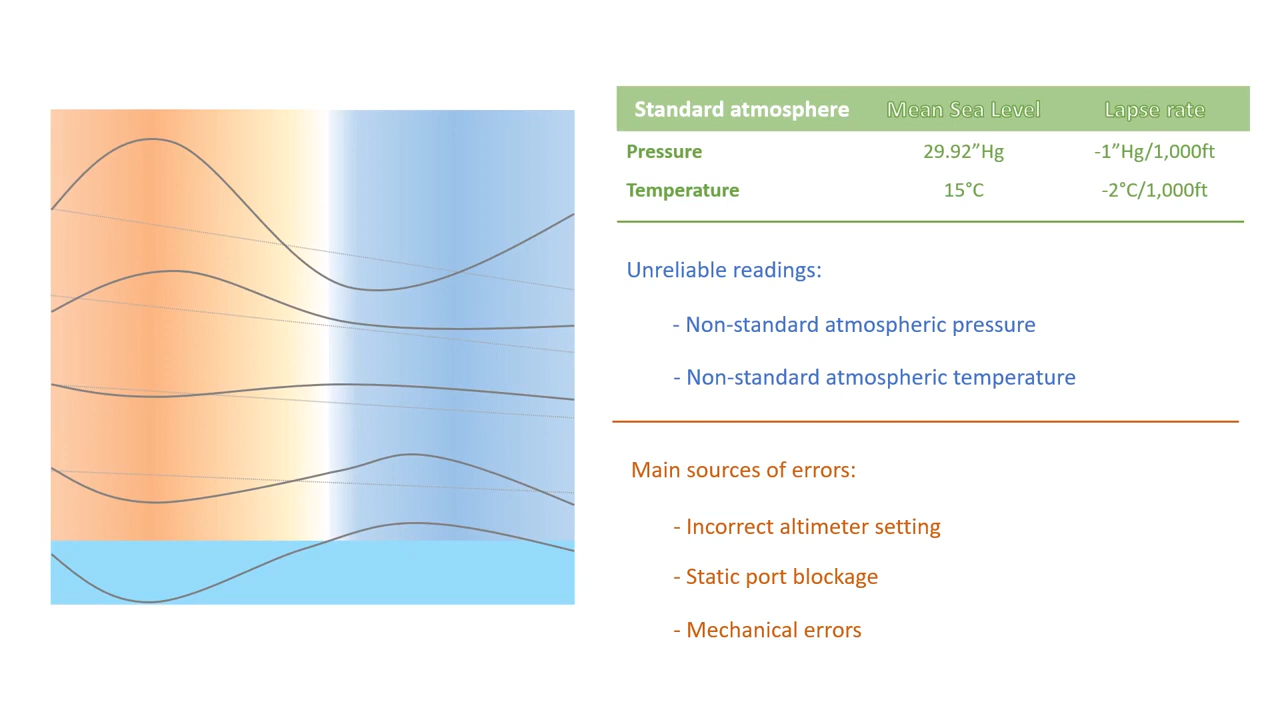 Standard atmosphere Mean Sea Level Lapse rate
Pressure 29.92”Hg -1”Hg/1,000ft
Temperature 15°C -2°C/1,000ft
Unreliable readings:
- Non-standard atmospheric pressure
- Non-standard atmospheric temperature
Main sources of errors:
- Incorrect altimeter setting
- Static port blockage
- Mechanical errors